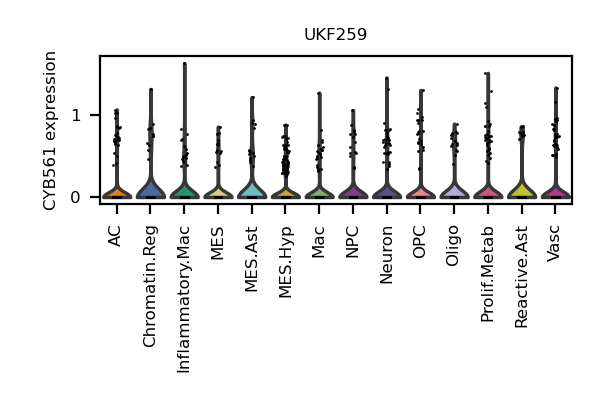 UKF259
CYB561 expression
1
0
AC
Chromatin.Reg
Inflammatory.Mac
MES
MES.Ast
MES.Hyp
Mac
NPC
Neuron
OPC
Oligo
Prolif.Metab
Reactive.Ast
Vasc